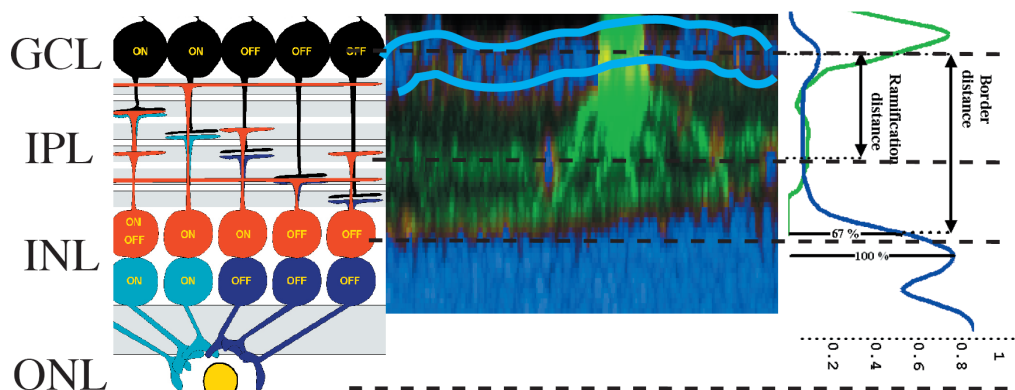 GCL
ON ON OFF OFF OFF
IPL
ON
OFF
ON ON OFF OFF
INL
ON ON OFF OFF OFF
ONL
Ramification
distance
Border
distance
67 %
100 %
0.2 0.4 0.6 0.8 1